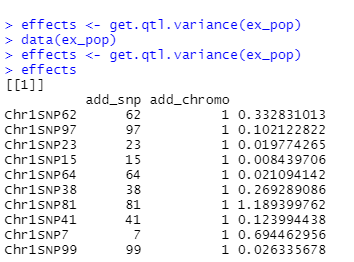 > effects <- get.qtl.variance(ex_pop)
> data(ex_pop)
> effects <- get.qtl.variance(ex_pop)
> effects
[[1]]
add_snp add_chromo
Chr1SNP62 62 1 0.332831013
Chr1SNP97 97 1 0.102122822
Chr1SNP23 23 1 0.019774265
Chr1SNP15 15 1 0.008439706
Chr1SNP64 64 1 0.021094142
Chr1SNP38 38 1 0.269289086
Chr1SNP81 81 1 1.189399762
Chr1SNP41 41 1 0.123994438
Chr1SNP7 7 1 0.694462956
Chr1SNP99 99 1 0.026335678